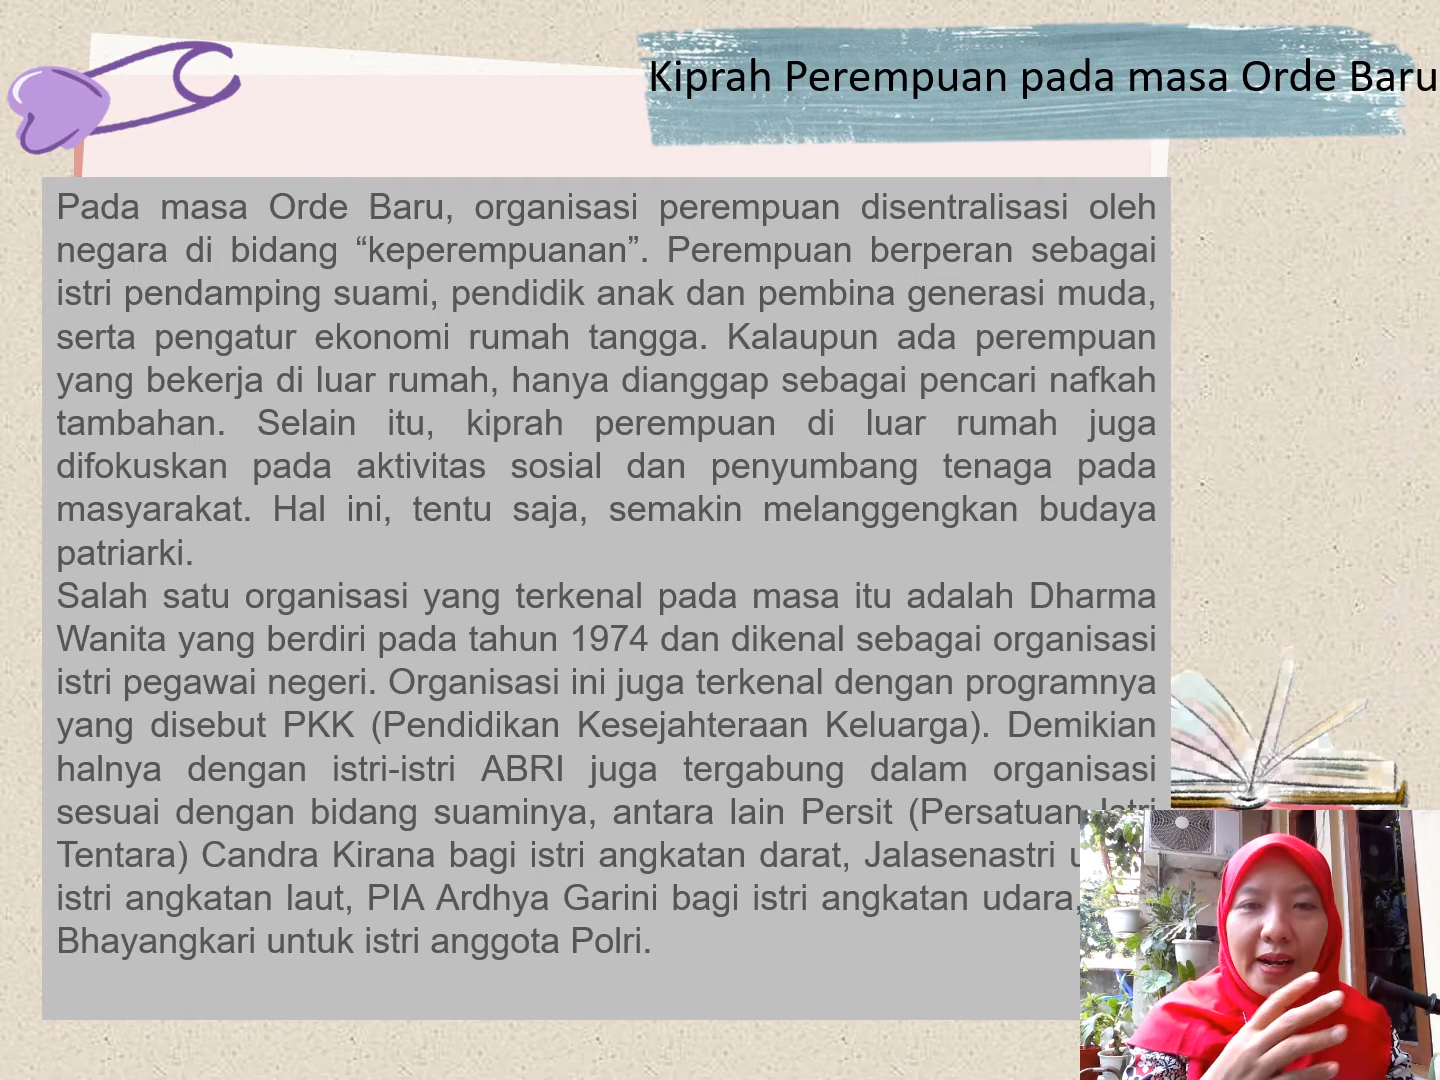 Kiprah Perempuan pada masa Orde Baru
Pada masa Orde Baru, organisasi perempuan disentralisasi oleh
negara di bidang “keperempuanan”. Perempuan berperan sebagai
istri pendamping suami, pendidik anak dan pembina generasi muda,
serta pengatur ekonomi rumah tangga. Kalaupun ada perempuan
yang bekerja di luar rumah, hanya dianggap sebagai pencari nafkah
tambahan. Selain itu, kiprah perempuan di luar rumah juga
difokuskan pada aktivitas sosial dan penyumbang tenaga pada
masyarakat. Hal ini, tentu saja, semakin melanggengkan budaya
patriarki.
Salah satu organisasi yang terkenal pada masa itu adalah Dharma
Wanita yang berdiri pada tahun 1974 dan dikenal sebagai organisasi
istri pegawai negeri. Organisasi ini juga terkenal dengan programnya
yang disebut PKK (Pendidikan Kesejahteraan Keluarga). Demikian
halnya dengan istri-istri ABRI juga tergabung dalam organisasi
sesuai dengan bidang suaminya, antara lain Persit (Persatuan
Tentara) Candra Kirana bagi istri angkatan darat, Jalasenastri
istri angkatan laut, PIA Ardhya Garini bagi istri angkatan udara,
Bhayangkari untuk istri anggota Polri.